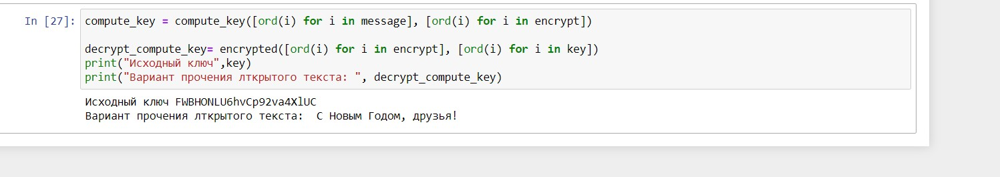 In [27]: compute_key = compute_key([ord(i) for i in message], [ord(i) for i in encrypt])
decrypt_compute_key= encrypted([ord(i) for i in encrypt], [ord(i) for i in key])
print("Исходный ключ",key)
print("Вариант прочения лткрытого текста: ", decrypt_compute_key)
Исходный ключ FWBHONLU6hvCp92va4XlUC
Вариант прочения лткрытого текста:  С Новым Годом, друзья!